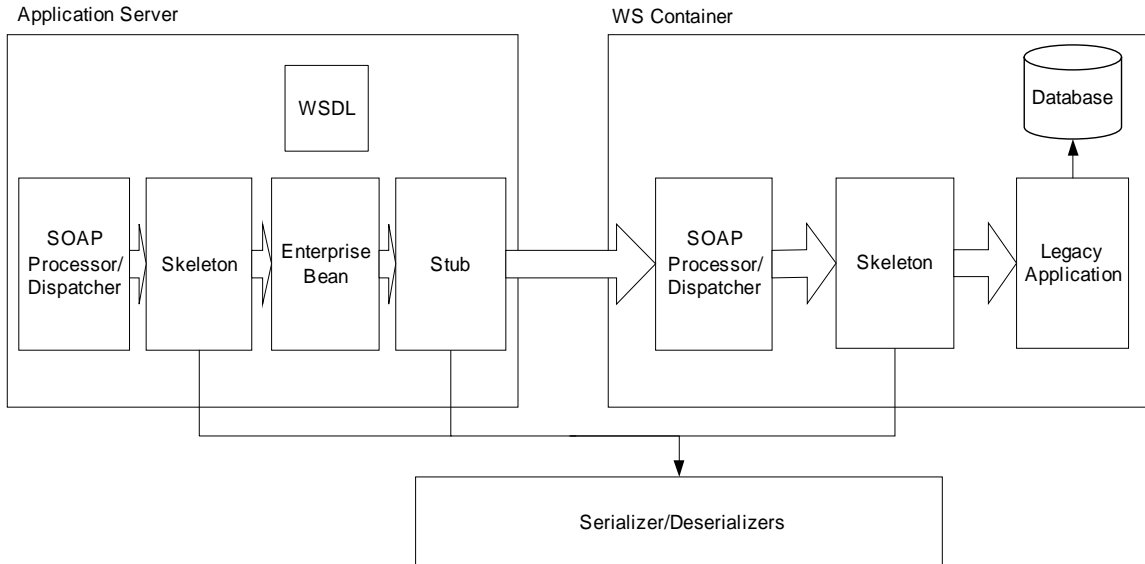 Application Server
WS Container
WSDL
Database
SOAP
Processor/
Dispatcher
Skeleton
Enterprise
Bean
Stub
SOAP
Processor/
Dispatcher
Skeleton
Legacy
Application
Serializer/Deserializers